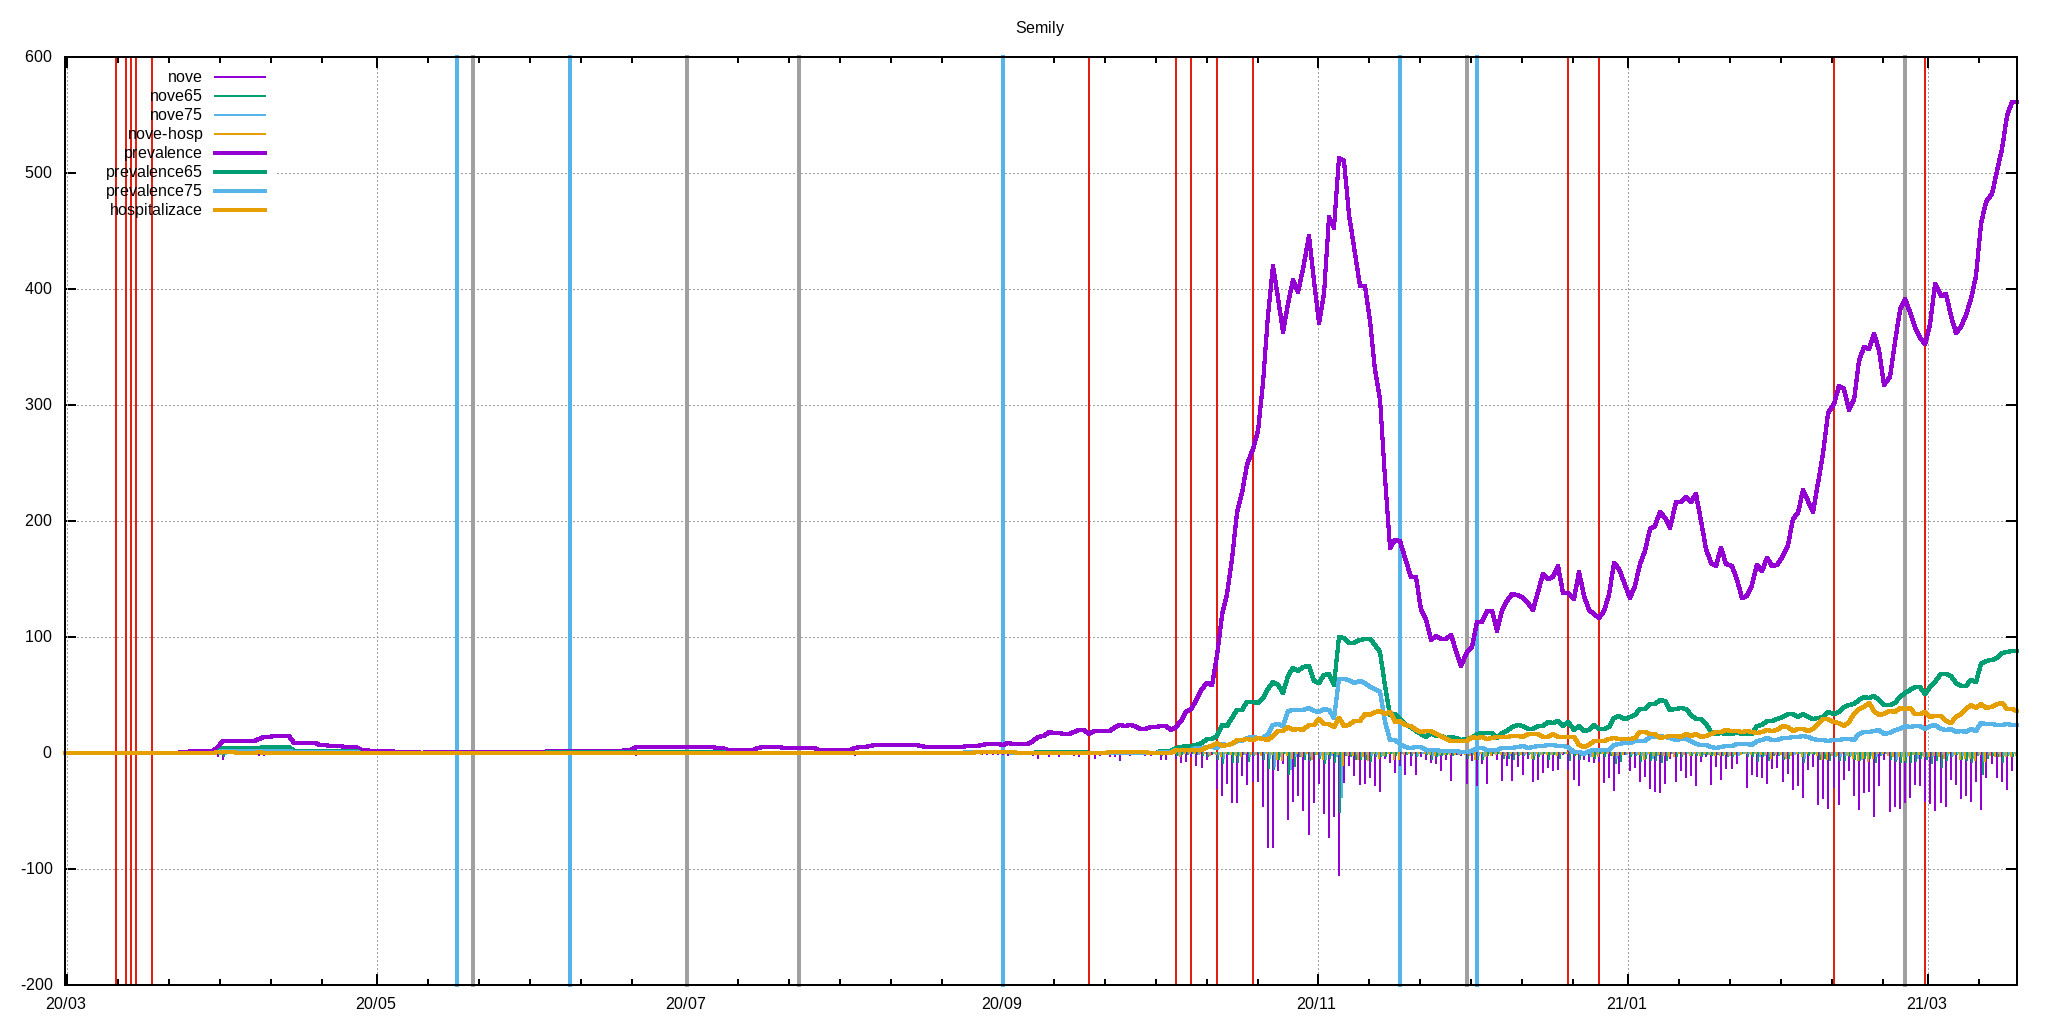 Semily
600
500
400
300
200
100
0
-100
-200
nove
nove65
nove75
nove-hosp
prevalence
prevalence65
prevalence75
hospitalizace
20/03 20/05 20/07 20/09 20/11 21/01 21/03